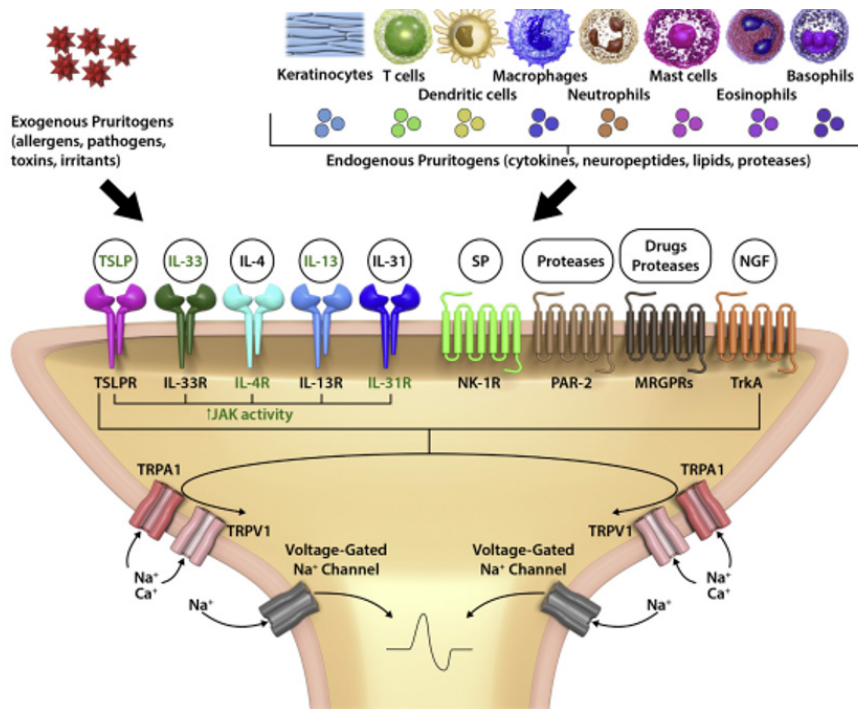 Keratinocytes
T cells
Macrophages
Mast cells
Basophils
Dendritic cells
Neutrophils
Eosinophils
Exogenous Pruritogens
(allergens, pathogens,
toxins, irritants)
Endogenous Pruritogens (cytokines, neuropeptides, lipids, proteases)
TSLP
IL-33
IL-4
IL-13
IL-31
SP
Proteases
Drugs
Proteases
NGF
TSLPR
IL-33R
IL-4R
IL-13R
IL-31R
NK-1R
PAR-2
MRGPRs
TrkA
↑JAK activity
TRPA1
TRPA1
TRPV1
TRPV1
Voltage-Gated
Na⁺ Channel
Voltage-Gated
Na⁺ Channel
Na⁺
Ca⁺
Na⁺
Na⁺
Ca⁺
Na⁺